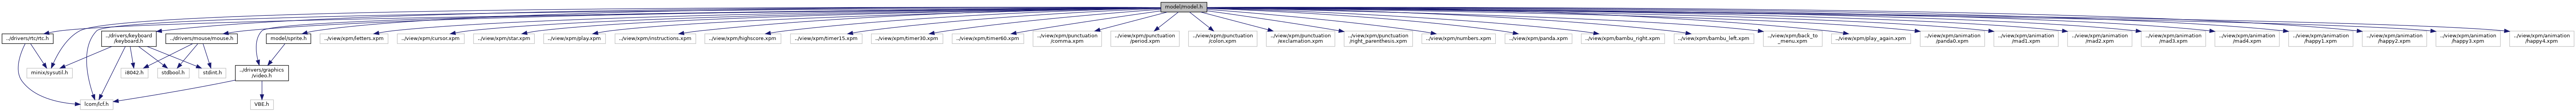 model/model.h
../drivers/rtc/rtc.h
../drivers/keyboard
/keyboard.h
../drivers/mouse/mouse.h
model/sprite.h
../view/xpm/letters.xpm
../view/xpm/cursor.xpm
../view/xpm/star.xpm
../view/xpm/play.xpm
../view/xpm/instructions.xpm
../view/xpm/highscore.xpm
../view/xpm/timer15.xpm
../view/xpm/timer30.xpm
../view/xpm/timer60.xpm
../view/xpm/punctuation
/comma.xpm
../view/xpm/punctuation
/period.xpm
../view/xpm/punctuation
/colon.xpm
../view/xpm/punctuation
/exclamation.xpm
../view/xpm/punctuation
/right_parenthesis.xpm
../view/xpm/numbers.xpm
../view/xpm/panda.xpm
../view/xpm/bambu_right.xpm
../view/xpm/bambu_left.xpm
../view/xpm/back_to
_menu.xpm
../view/xpm/play_again.xpm
../view/xpm/animation
/panda0.xpm
../view/xpm/animation
/mad1.xpm
../view/xpm/animation
/mad2.xpm
../view/xpm/animation
/mad3.xpm
../view/xpm/animation
/mad4.xpm
../view/xpm/animation
/happy1.xpm
../view/xpm/animation
/happy2.xpm
../view/xpm/animation
/happy3.xpm
../view/xpm/animation
/happy4.xpm
minix/sysutil.h
i8042.h
stdbool.h
stdint.h
../drivers/graphics
/video.h
lcom/lcf.h
VBE.h